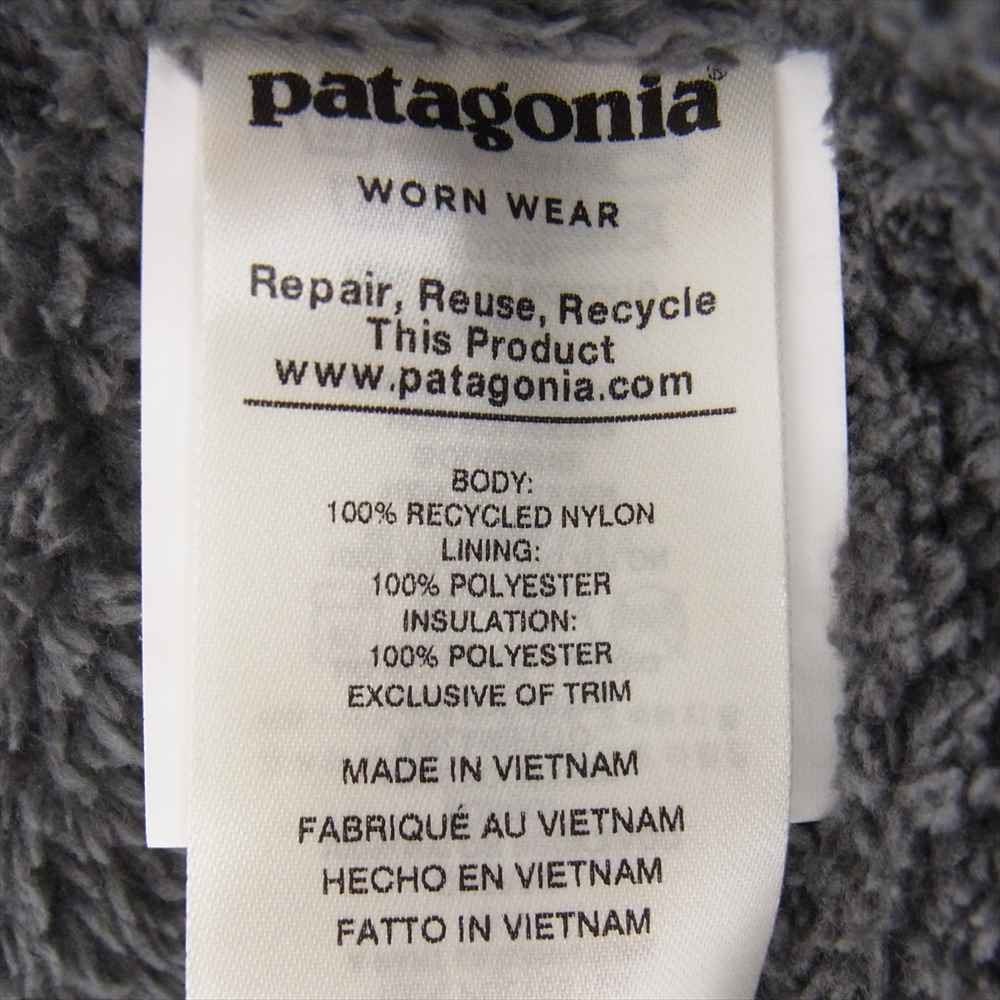 patagonia®
WORN WEAR
Repair, Reuse, Recycle
This Product
www.patagonia.com
BODY:
100% RECYCLED NYLON
LINING:
100% POLYESTER
INSULATION:
100% POLYESTER
EXCLUSIVE OF TRIM
MADE IN VIETNAM
FABRIQUÉ AU VIETNAM
HECHO EN VIETNAM
FATTO IN VIETNAM